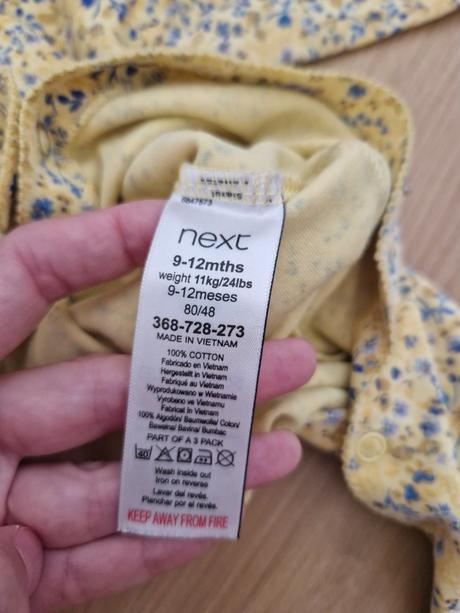 6847873
next
9-12mths
weight 11kg/24lbs
9-12meses
80/48
368-728-273
MADE IN VIETNAM
100% COTTON
Fabricado en Vietnam
Hergestellt in Vietnam
Fabriqué au Vietnam
Wyprodukowano w Wietnamie
Vyrobeno ve Vietnamu
Fabricat în Vietnam
100% Algodón/ Baumwolle/ Coton/
Bawełna/ Bavlna/ Bumbac
PART OF A 3 PACK
40
Wash inside out
Iron on reverse
Lavar del revés.
Planchar por el revés.
KEEP AWAY FROM FIRE